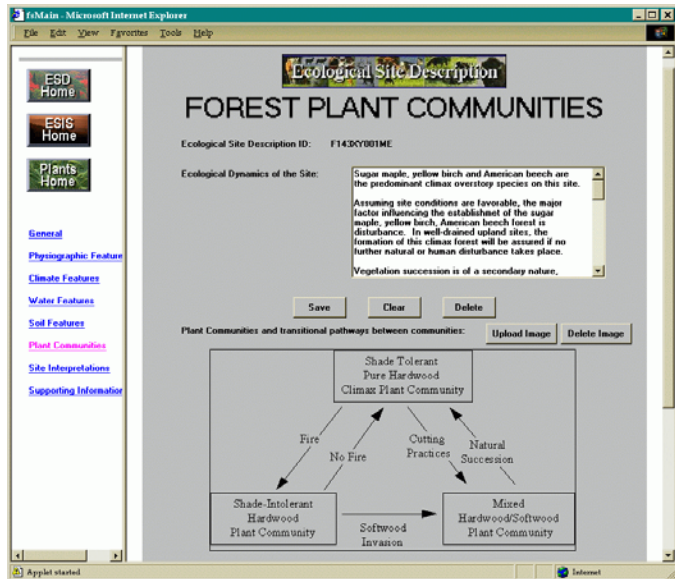 fsMain - Microsoft Internet Explorer
File Edit View Favorites Tools Help
Ecological Site Description
ESD
Home
FOREST PLANT COMMUNITIES
ESIS
Home
Ecological Site Description ID: F143XY001ME
Plants
Home
Ecological Dynamics of the Site:
Sugar maple, yellow birch and American beech are
the predominant climax overstory species on this site.
Assuming site conditions are favorable, the major
factor influencing the establishmet of the sugar
maple, yellow birch, American beech forest is
disturbance. In well-drained upland sites, the
formation of this climax forest will be assured if no
further natural or human disturbance takes place.
Vegetation succession is of a secondary nature,
General
Physiographic Feature
Climate Features
Water Features
Soil Features
Plant Communities
Site Interpretations
Supporting Information
Save Clear Delete
Plant Communities and transitional pathways between communities: Upload Image Delete Image
Shade Tolerant
Pure Hardwood
Climax Plant Community
Fire
No Fire
Cutting
Practices
Natural
Succession
Shade-Intolerant
Hardwood
Plant Community
Softwood
Invasion
Mixed
Hardwood/Softwood
Plant Community
Applet started
Internet